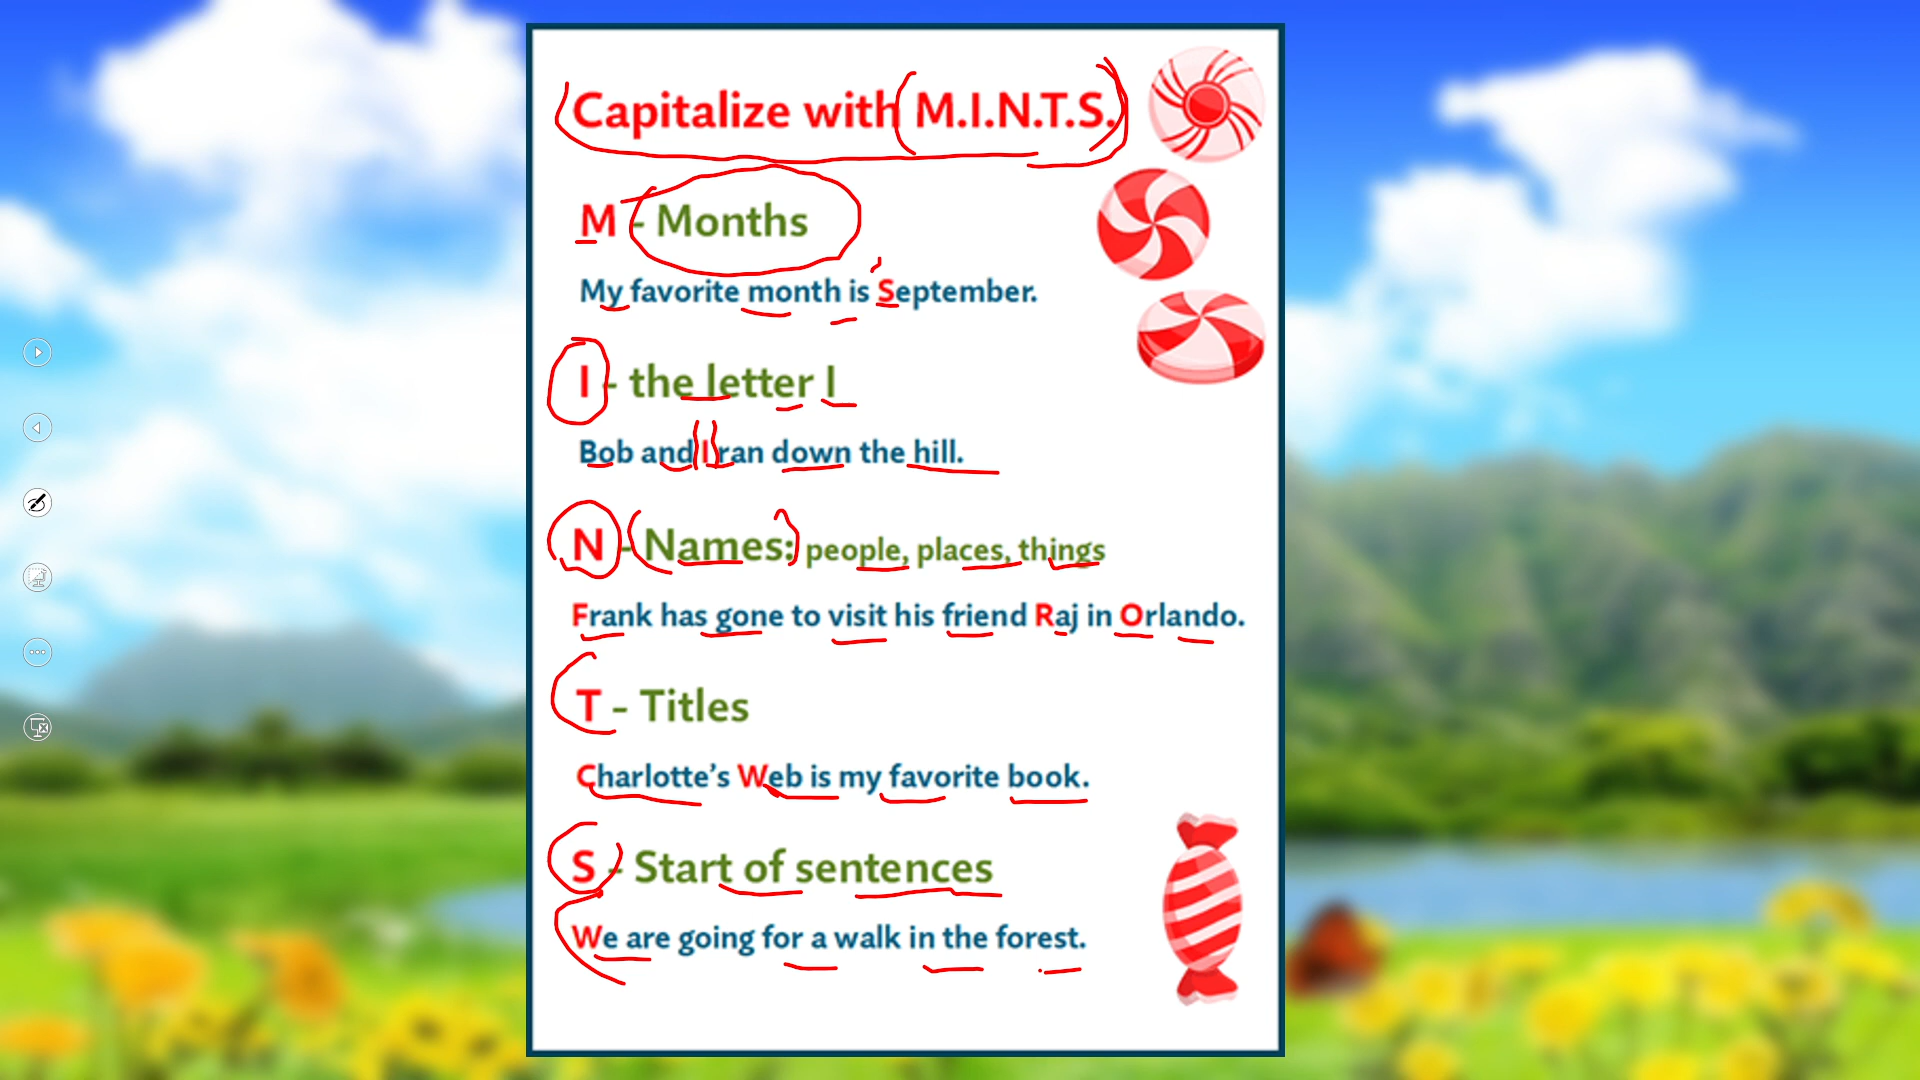 Capitalize with M.I.N.T.S.
M - Months
My favorite month is September.
I - the letter I
Bob and I ran down the hill.
N - Names: people, places, things
Frank has gone to visit his friend Raj in Orlando.
T - Titles
Charlotte’s Web is my favorite book.
S - Start of sentences
We are going for a walk in the forest.